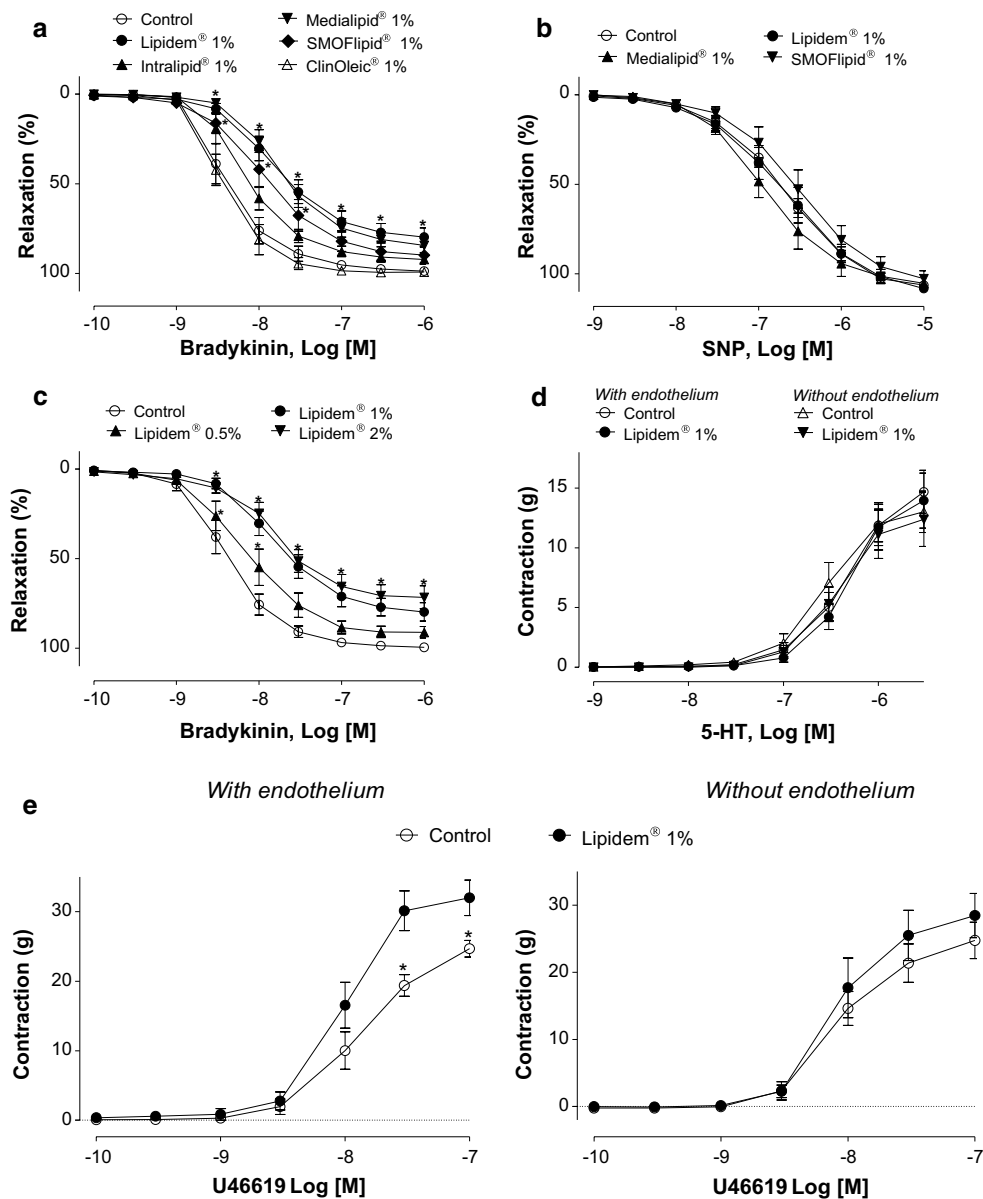 a
Control
Lipidem® 1%
Intralipid® 1%
Medialipid® 1%
SMOFlipid® 1%
ClinOleic® 1%
Relaxation (%)
0
50
100
* * * * * * * * *
-10 -9 -8 -7 -6
Bradykinin, Log [M]
b
Control
Medialipid® 1%
Lipidem® 1%
SMOFlipid® 1%
Relaxation (%)
0
50
100
-9 -8 -7 -6 -5
SNP, Log [M]
c
Control
Lipidem® 0.5%
Lipidem® 1%
Lipidem® 2%
Relaxation (%)
0
50
100
* * * * * * * *
-10 -9 -8 -7 -6
Bradykinin, Log [M]
d
With endothelium
Control
Lipidem® 1%
Without endothelium
Control
Lipidem® 1%
Contraction (g)
15
10
5
0
-9 -8 -7 -6
5-HT, Log [M]
e
With endothelium
Without endothelium
Control
Lipidem® 1%
Contraction (g)
30
20
10
0
* *
-10 -9 -8 -7
U46619 Log [M]
Contraction (g)
30
20
10
0
-10 -9 -8 -7
U46619 Log [M]